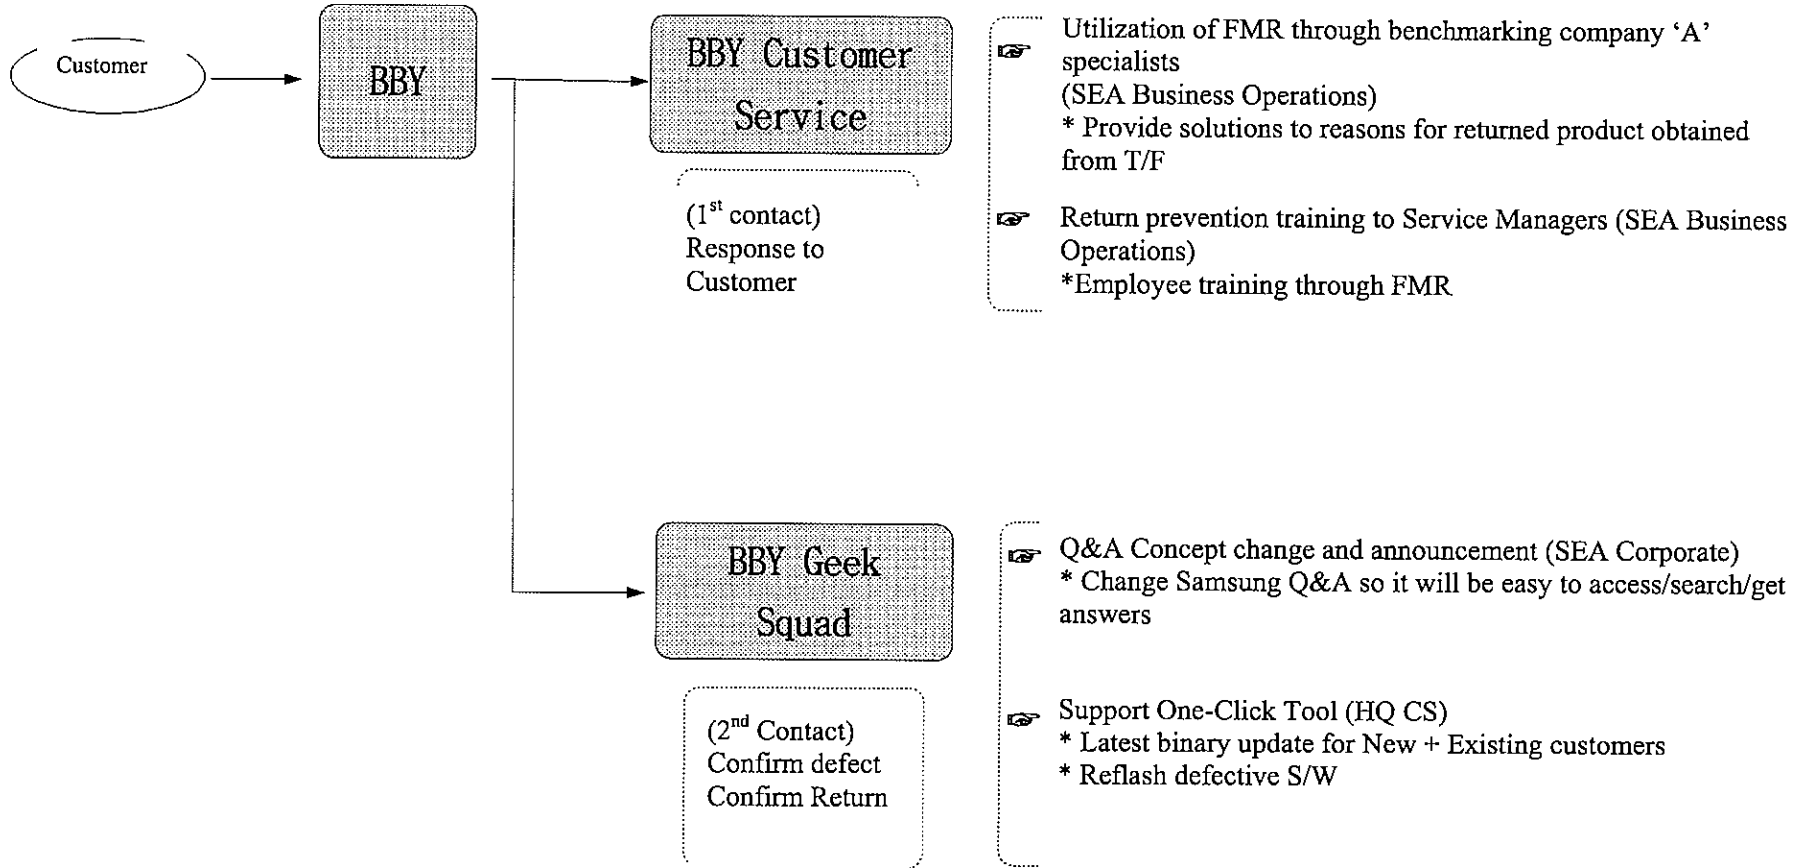 Customer
BBY
BBY Customer
Service
(1st contact)
Response to
Customer
☞ Utilization of FMR through benchmarking company ‘A’
specialists
(SEA Business Operations)
* Provide solutions to reasons for returned product obtained
from T/F
☞ Return prevention training to Service Managers (SEA Business
Operations)
*Employee training through FMR
BBY Geek
Squad
(2nd Contact)
Confirm defect
Confirm Return
☞ Q&A Concept change and announcement (SEA Corporate)
* Change Samsung Q&A so it will be easy to access/search/get
answers
☞ Support One-Click Tool (HQ CS)
* Latest binary update for New + Existing customers
* Reflash defective S/W